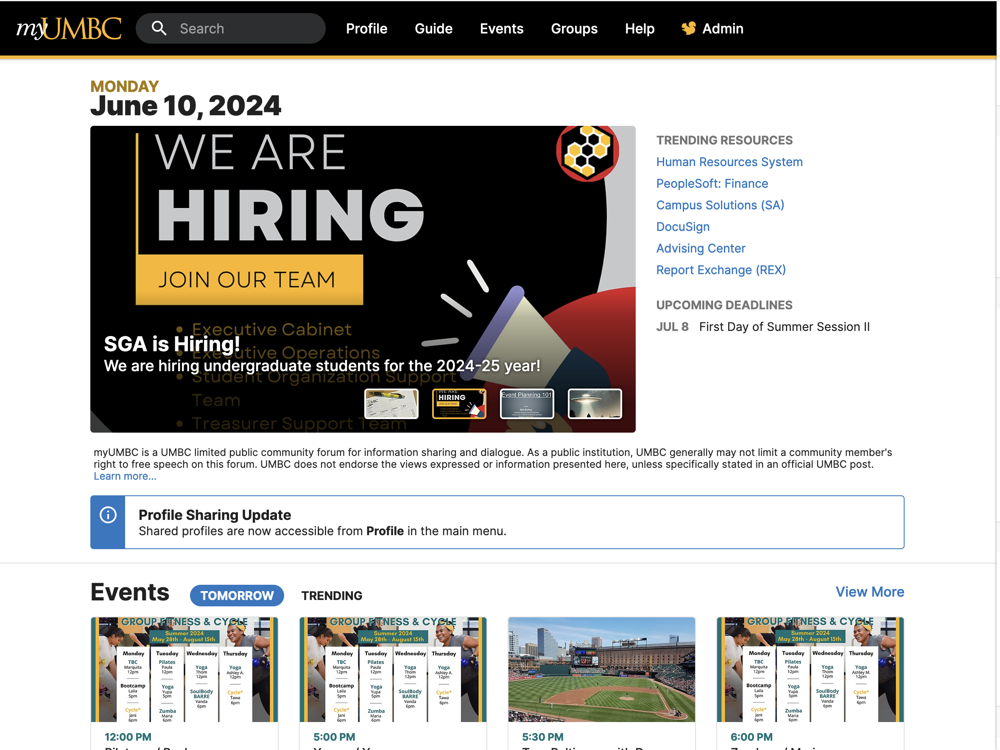 myUMBC
Search
Profile
Guide
Events
Groups
Help
Admin
MONDAY
June 10, 2024
WE ARE
HIRING
JOIN OUR TEAM
• Executive Cabinet
• Executive Operations
• Student Organization Support
Team
• Treasurer Support Team
SGA is Hiring!
We are hiring undergraduate students for the 2024-25 year!
UMBC
WE ARE
HIRING
JOIN OUR TEAM
Event Planning 101:
Matt Bolling
TRENDING RESOURCES
Human Resources System
PeopleSoft: Finance
Campus Solutions (SA)
DocuSign
Advising Center
Report Exchange (REX)
UPCOMING DEADLINES
JUL 8 First Day of Summer Session II
myUMBC is a UMBC limited public community forum for information sharing and dialogue. As a public institution, UMBC generally may not limit a community member's
right to free speech on this forum. UMBC does not endorse the views expressed or information presented here, unless specifically stated in an official UMBC post.
Learn more...
Profile Sharing Update
Shared profiles are now accessible from Profile in the main menu.
Events
TOMORROW
TRENDING
View More
GROUP FITNESS & CYCLE
Summer 2024
May 28th - August 15th
Monday
TBC
Marquita
12pm
Bootcamp
Laila
5pm
Cycle*
Jani
6pm
Tuesday
Pilates
Paula
12pm
Yoga
Yupa
5pm
Zumba
Maria
6pm
Wednesday
Yoga
Thom
12pm
SoulBody
BARRE
Vanda
6pm
Thursday
Yoga
Ashley A.
12pm
Cycle*
Tawa
6pm
12:00 PM
GROUP FITNESS & CYCLE
Summer 2024
May 28th - August 15th
Monday
TBC
Marquita
12pm
Bootcamp
Laila
5pm
Cycle*
Jani
6pm
Tuesday
Pilates
Paula
12pm
Yoga
Yupa
5pm
Zumba
Maria
6pm
Wednesday
Yoga
Thom
12pm
SoulBody
BARRE
Vanda
6pm
Thursday
Yoga
Ashley A.
12pm
Cycle*
Tawa
6pm
5:00 PM
5:30 PM
GROUP FITNESS & CYCLE
Summer 2024
May 28th - August 15th
Monday
TBC
Marquita
12pm
Bootcamp
Laila
5pm
Cycle*
Jani
6pm
Tuesday
Pilates
Paula
12pm
Yoga
Yupa
5pm
Zumba
Maria
6pm
Wednesday
Yoga
Thom
12pm
SoulBody
BARRE
Vanda
6pm
Thursday
Yoga
Ashley M.
12pm
Cycle*
Tawa
6pm
6:00 PM